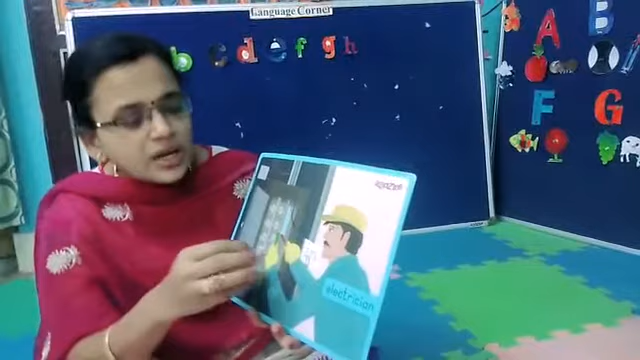 Language Corner
b c d e f g h
A B
F G
electrician